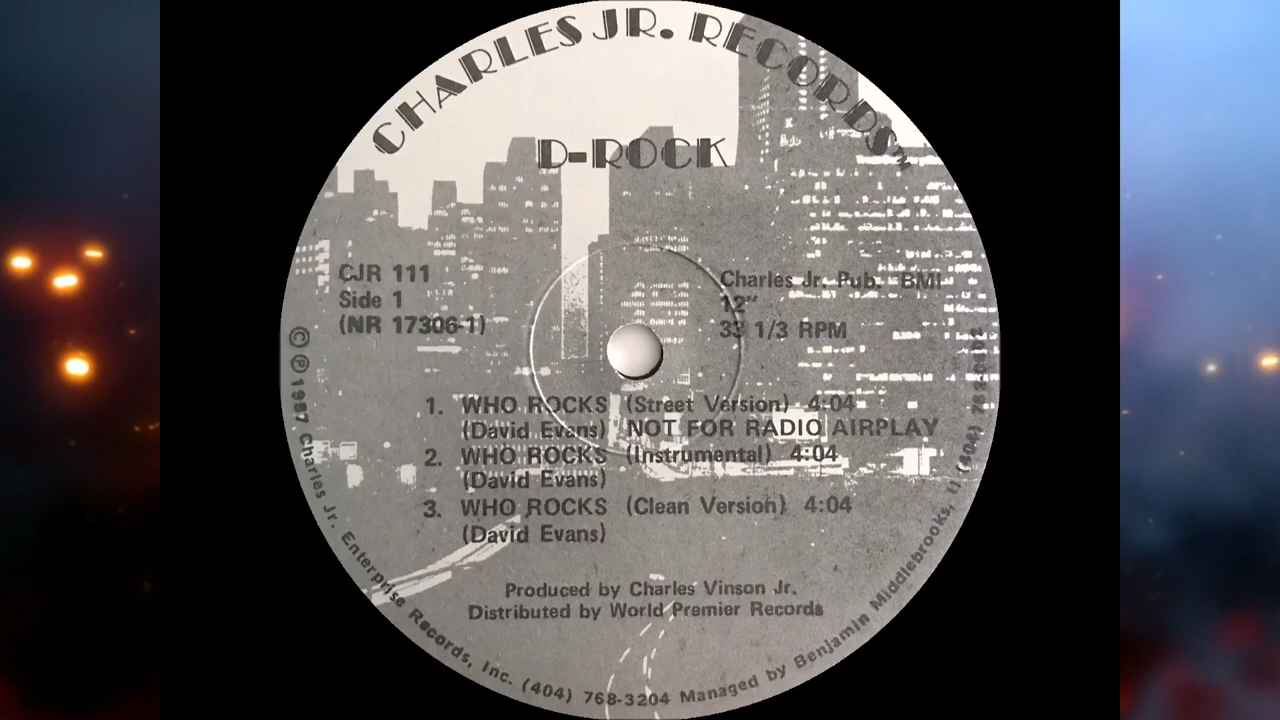 CHARLES JR. RECORDS™
D-ROCK
CJR 111
Side 1
(NR 17306-1)
Charles Jr. Pub. BMI
12"
33 1/3 RPM
1. WHO ROCKS (Street Version) 4:04
(David Evans) NOT FOR RADIO AIRPLAY
2. WHO ROCKS (Instrumental) 4:04
(David Evans)
3. WHO ROCKS (Clean Version) 4:04
(David Evans)
Produced by Charles Vinson Jr.
Distributed by World Premier Records
© ℗ 1987 Charles Jr. Enterprise Records, Inc. (404) 768-3204 Managed by Benjamin Middlebrooks, II (404)